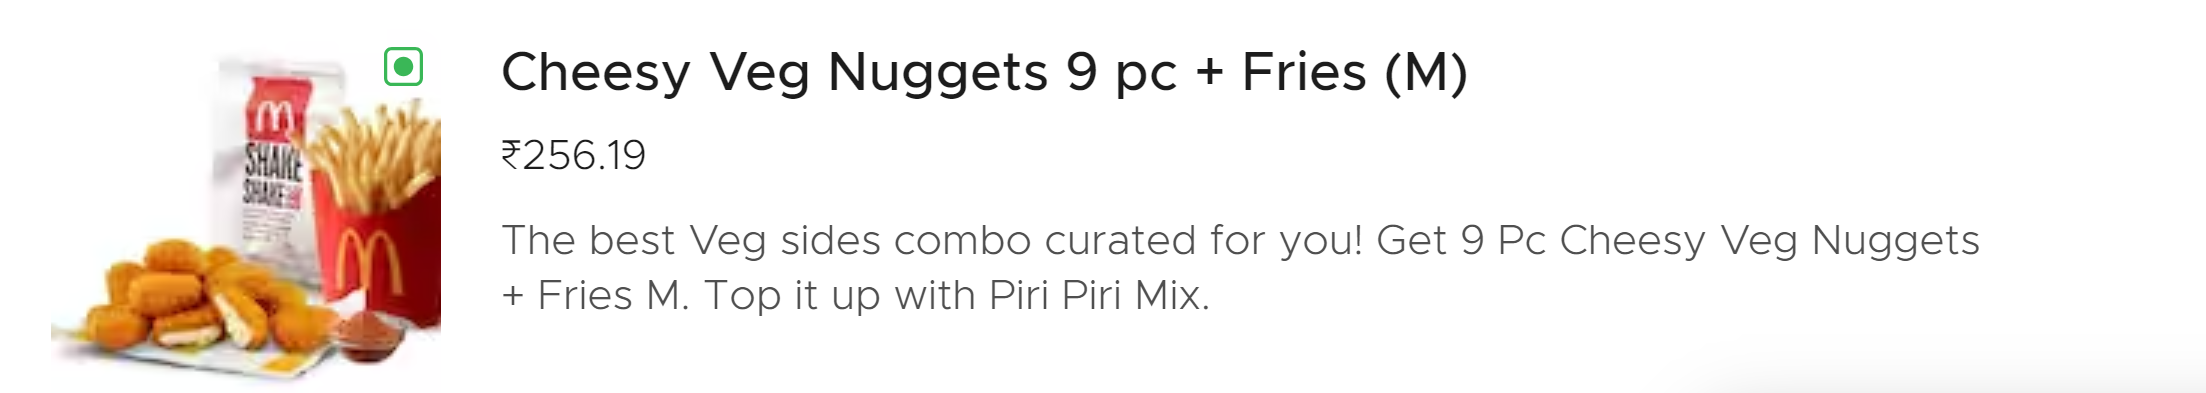 SHAKE
SHAKE
Cheesy Veg Nuggets 9 pc + Fries (M)
₹256.19
The best Veg sides combo curated for you! Get 9 Pc Cheesy Veg Nuggets
+ Fries M. Top it up with Piri Piri Mix.